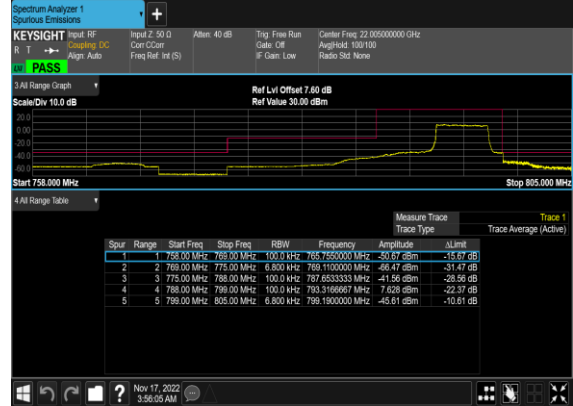 Spectrum Analyzer 1
Spurious Emissions
KEYSIGHT Input: RF Input Z: 50 Ω Atten: 40 dB Trig: Free Run Center Freq: 22.005000000 GHz
R T Coupling: DC Corr CCorr Gate: Off Avg|Hold: 100/100
Align: Auto Freq Ref: Int (S) IF Gain: Low Radio Std: None
PASS
3 All Range Graph
Ref Lvl Offset 7.60 dB
Scale/Div 10.0 dB Ref Value 30.00 dBm
20.0
0.00
-20.0
-40.0
-60.0
Start 758.000 MHz Stop 805.000 MHz
4 All Range Table
Measure Trace Trace 1
Trace Type Trace Average (Active)
Spur Range Start Freq Stop Freq RBW Frequency Amplitude ΔLimit
1 1 758.00 MHz 769.00 MHz 100.0 kHz 765.7550000 MHz -50.67 dBm -15.67 dB
2 2 769.00 MHz 775.00 MHz 6.800 kHz 769.1100000 MHz -66.47 dBm -31.47 dB
3 3 775.00 MHz 788.00 MHz 100.0 kHz 787.6533333 MHz -41.56 dBm -28.56 dB
4 4 788.00 MHz 799.00 MHz 100.0 kHz 793.3166667 MHz 7.628 dBm -22.37 dB
5 5 799.00 MHz 805.00 MHz 6.800 kHz 799.1900000 MHz -45.61 dBm -10.61 dB
? Nov 17, 2022
3:56:05 AM